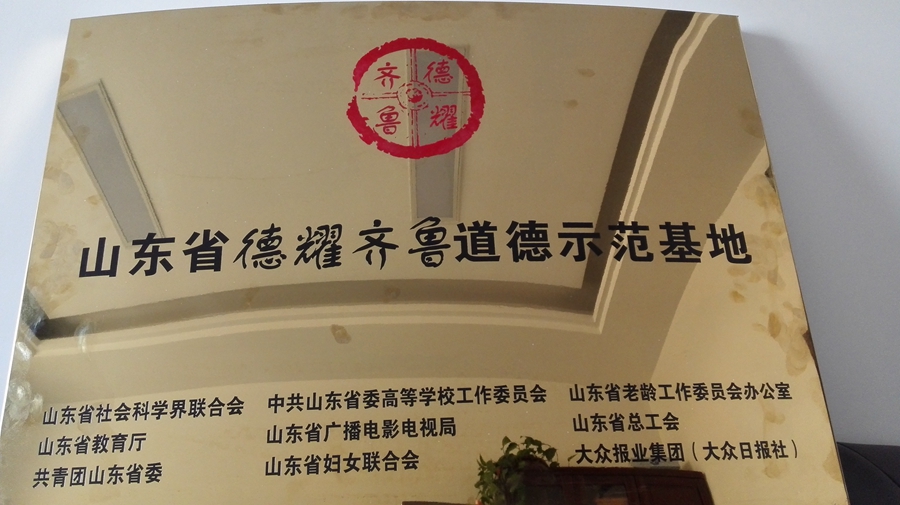 齐 德
鲁 耀
山东省德耀齐鲁道德示范基地
山东省社会科学界联合会 中共山东省委高等学校工作委员会 山东省老龄工作委员会办公室
山东省教育厅 山东省广播电影电视局 山东省总工会
共青团山东省委 山东省妇女联合会 大众报业集团（大众日报社）